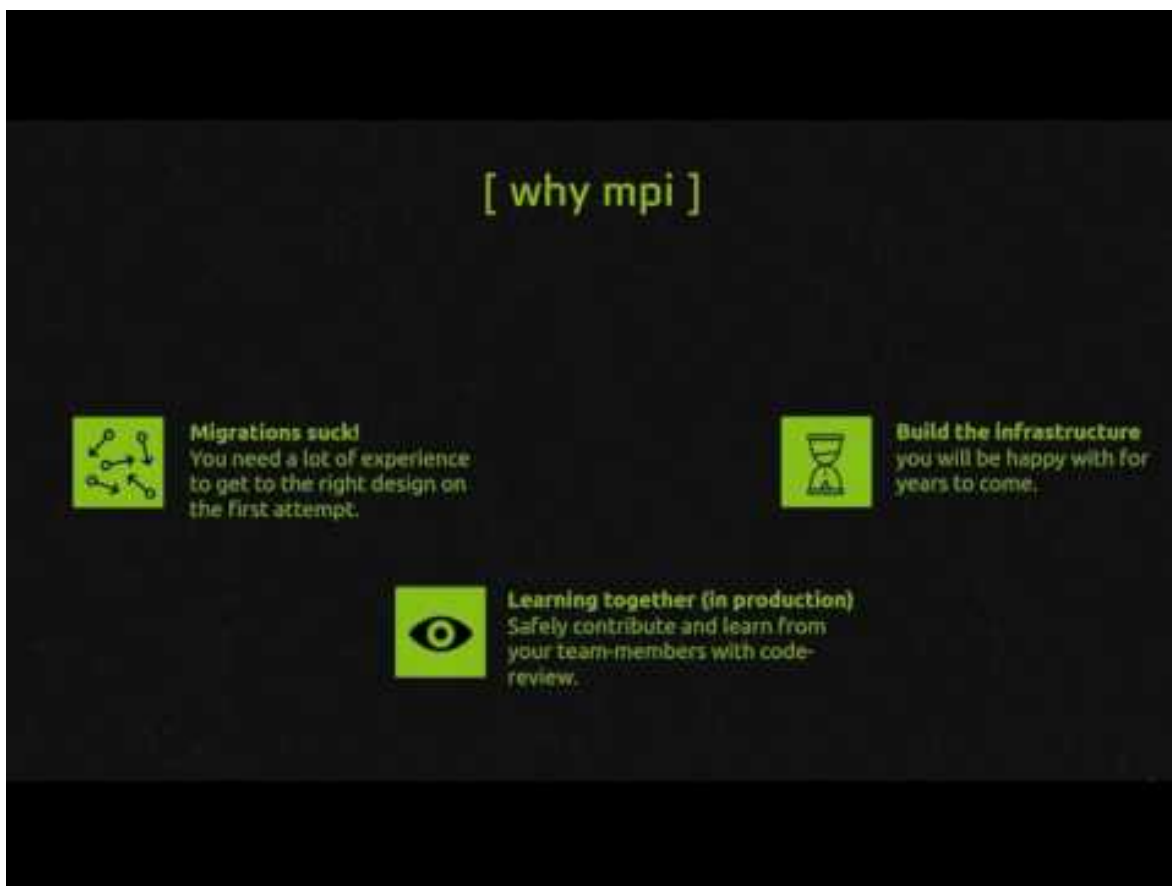 [ why mpi ]
Migrations suck!
You need a lot of experience
to get to the right design on
the first attempt.
Build the infrastructure
you will be happy with for
years to come.
Learning together (in production)
Safely contribute and learn from
your team-members with code-
review.